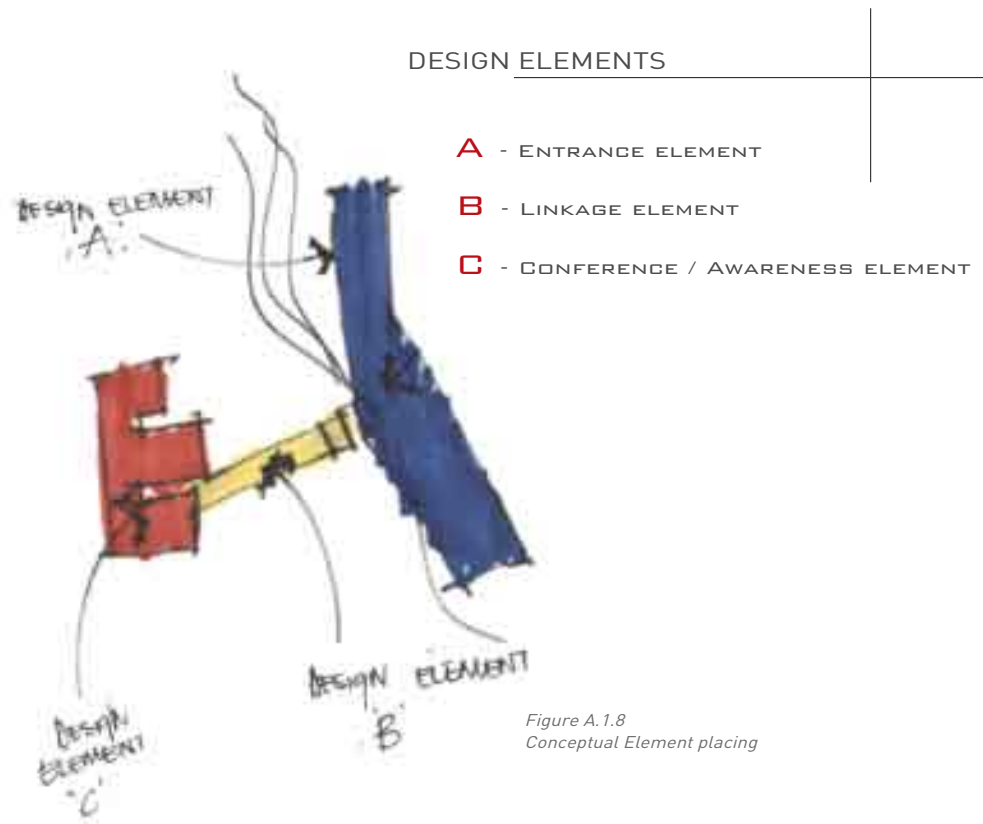 DESIGN ELEMENTS
A - ENTRANCE ELEMENT
B - LINKAGE ELEMENT
C - CONFERENCE / AWARENESS ELEMENT
DESIGN ELEMENT
'A'
DESIGN ELEMENT
'B'
DESIGN
ELEMENT
'C'
Figure A.1.8
Conceptual Element placing